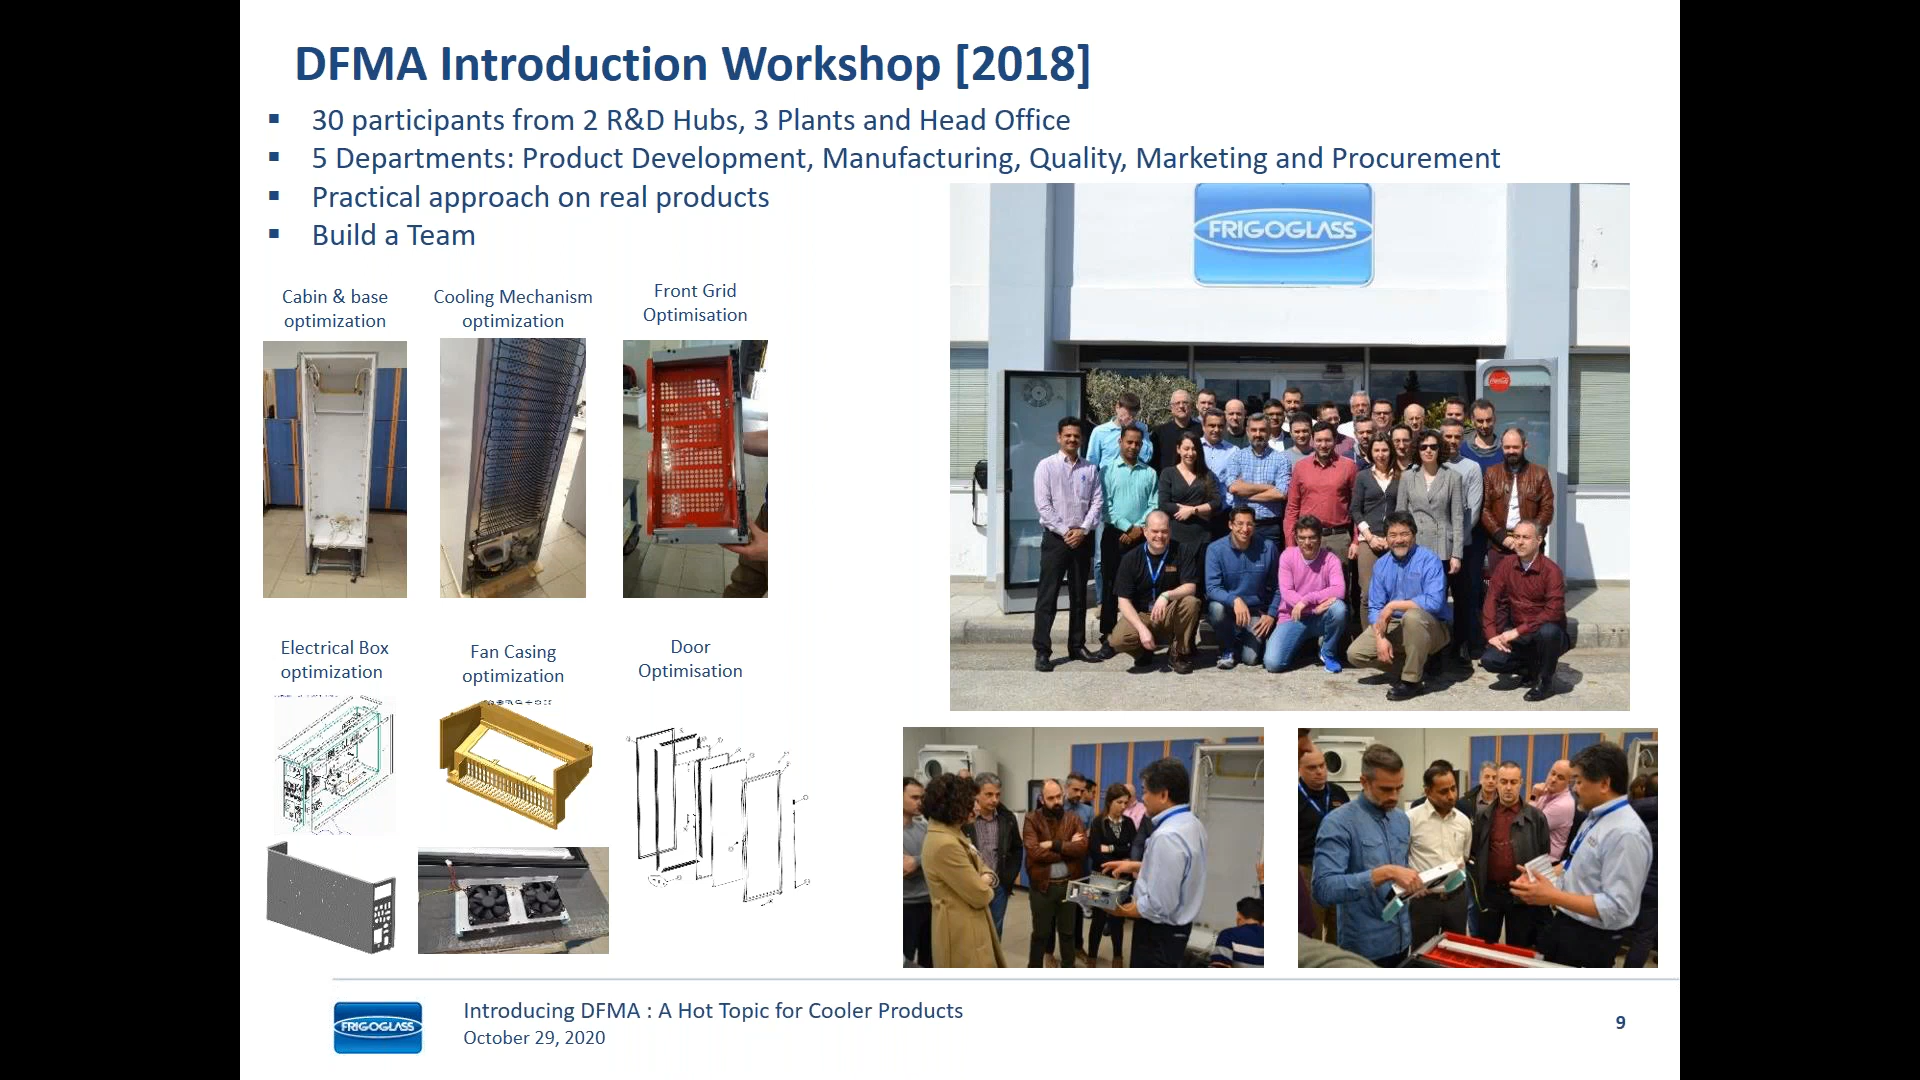 DFMA Introduction Workshop [2018]
30 participants from 2 R&D Hubs, 3 Plants and Head Office
5 Departments: Product Development, Manufacturing, Quality, Marketing and Procurement
Practical approach on real products
Build a Team
FRIGOGLASS
Cabin & base
optimization
Cooling Mechanism
optimization
Front Grid
Optimisation
Coca-Cola
Electrical Box
optimization
Fan Casing
optimization
Door
Optimisation
FRIGOGLASS
Introducing DFMA : A Hot Topic for Cooler Products
October 29, 2020
9